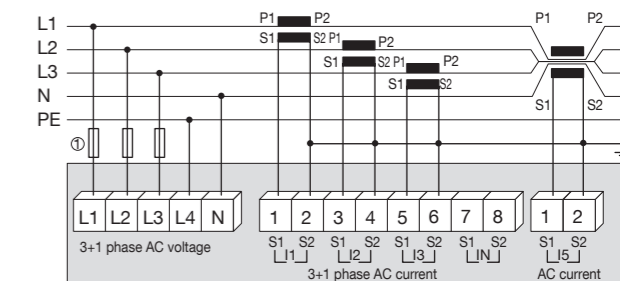 L1 P1 P2 P1 P2
S1 S2 P1 P2
L2
S1 S2 P1 P2
L3
S1 S2
N
S1 S2
PE
①
L1 L2 L3 L4 N 1 2 3 4 5 6 7 8 1 2
S1 S2 S1 S2 S1 S2 S1 S2 S1 S2
3+1 phase AC voltage
I1 I2 I3 IN I5
3+1 phase AC current AC current